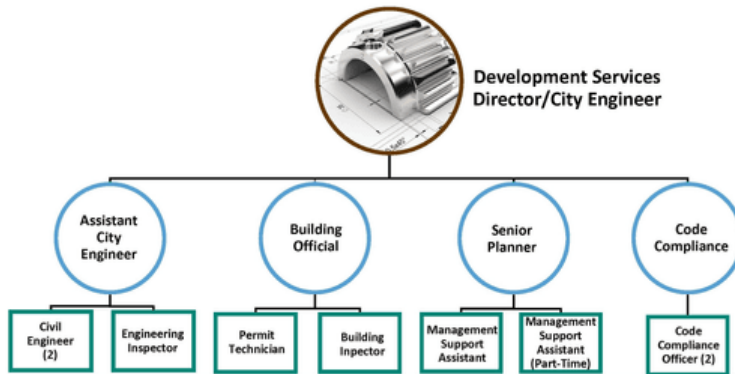 Development Services
Director/City Engineer
Assistant
City
Engineer
Building
Official
Senior
Planner
Code
Compliance
Civil
Engineer
(2)
Engineering
Inspector
Permit
Technician
Building
Inpector
Management
Support
Assistant
Management
Support
Assistant
(Part-Time)
Code
Compliance
Officer (2)